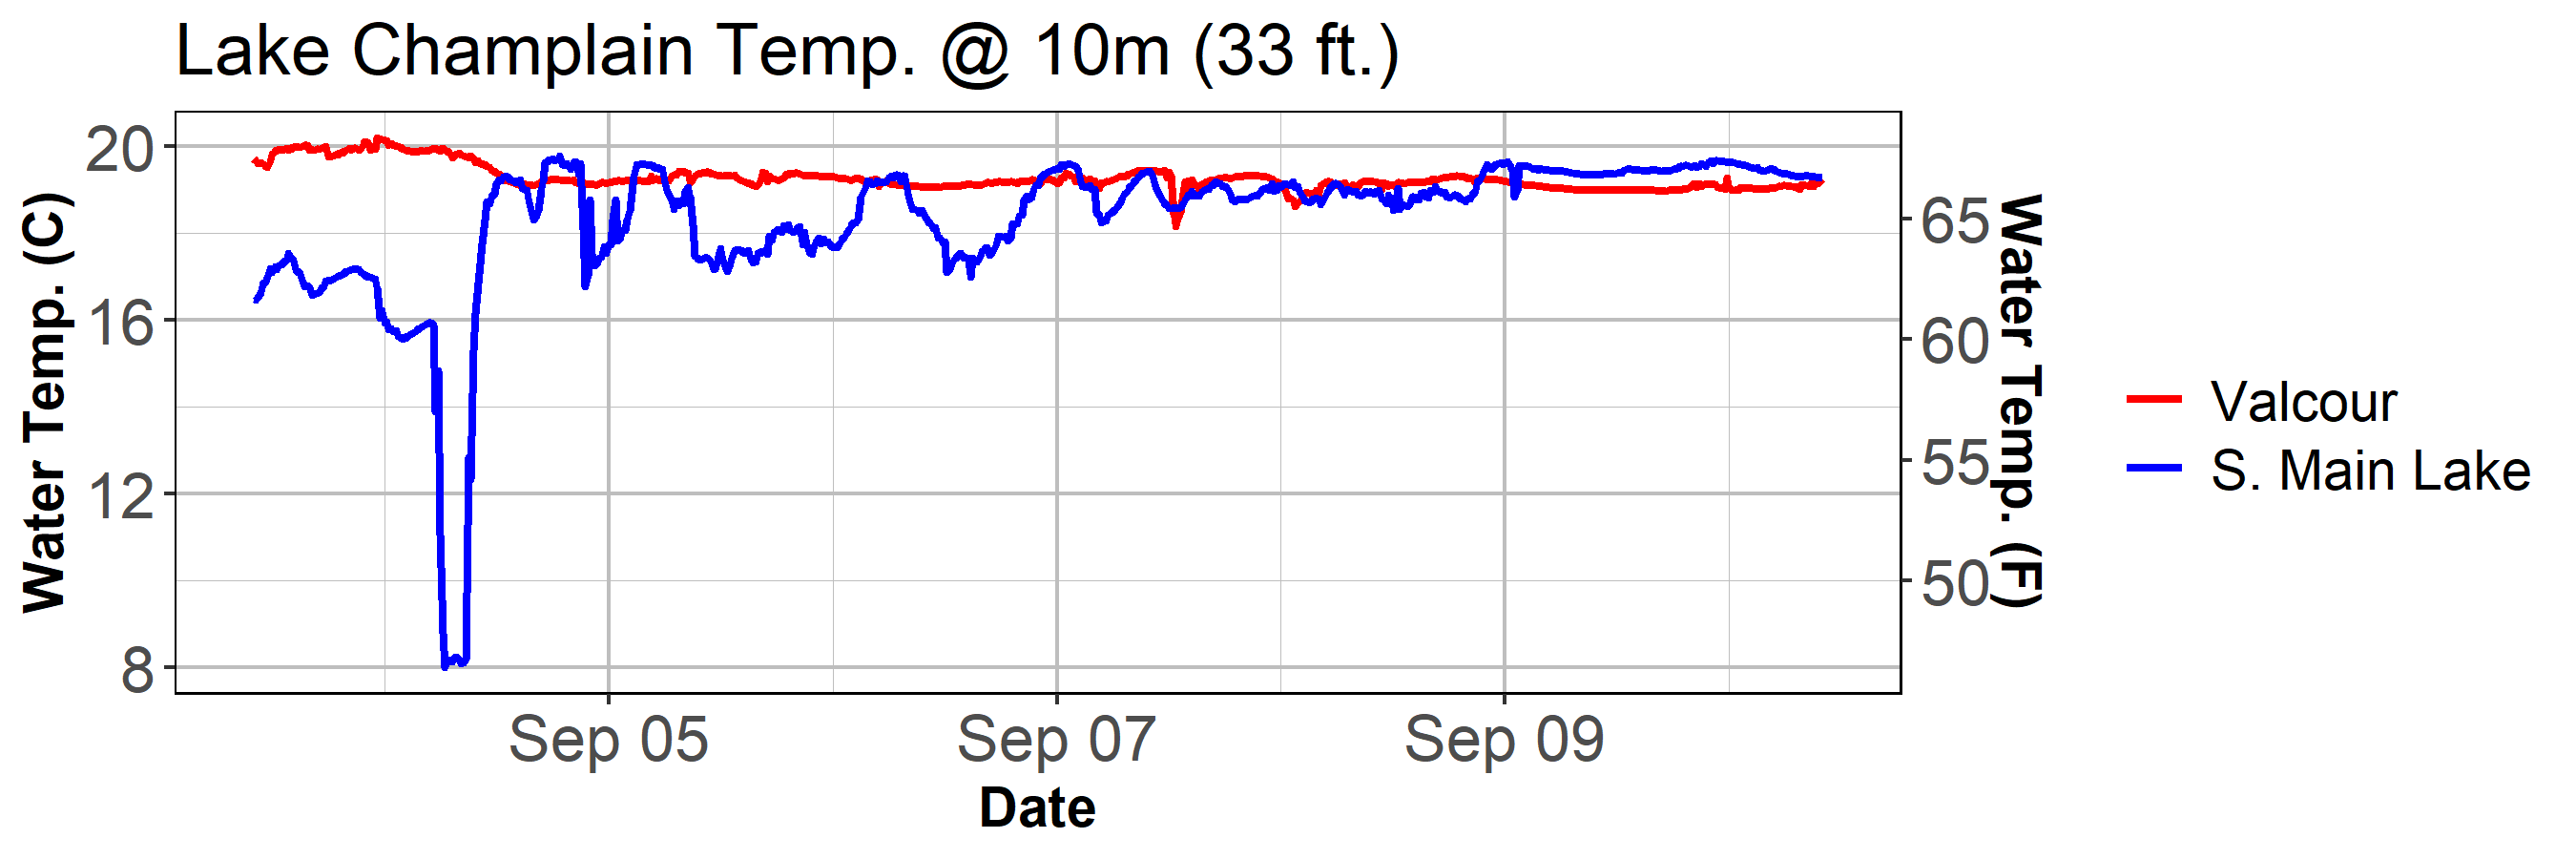 Lake Champlain Temp. @ 10m (33 ft.)
Water Temp. (C)
20
16
12
8
65
60
55
50
Water Temp. (F)
Sep 05
Sep 07
Sep 09
Date
Valcour
S. Main Lake